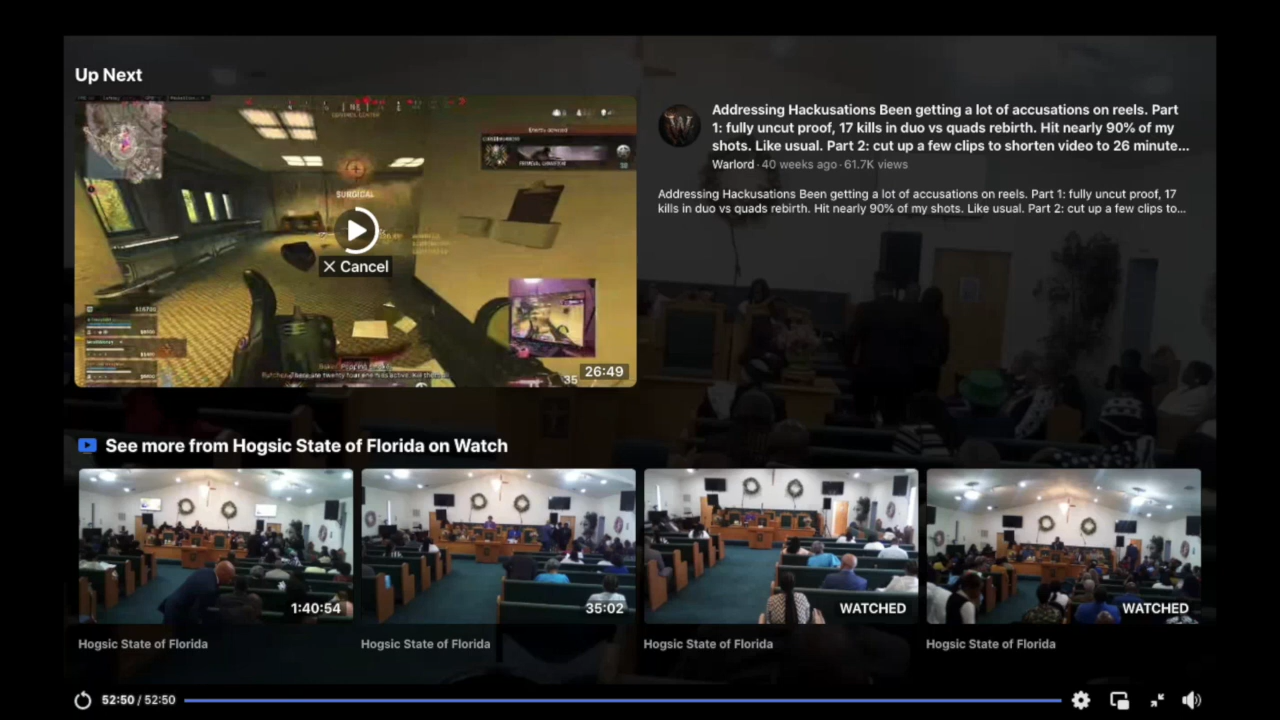 Up Next
SURGICAL
Cancel
35
26:49
Addressing Hackusations Been getting a lot of accusations on reels. Part
1: fully uncut proof, 17 kills in duo vs quads rebirth. Hit nearly 90% of my
shots. Like usual. Part 2: cut up a few clips to shorten video to 26 minute...
Warlord · 40 weeks ago · 61.7K views
Addressing Hackusations Been getting a lot of accusations on reels. Part 1: fully uncut proof, 17
kills in duo vs quads rebirth. Hit nearly 90% of my shots. Like usual. Part 2: cut up a few clips to...
See more from Hogsic State of Florida on Watch
1:40:54
35:02
WATCHED
WATCHED
Hogsic State of Florida
Hogsic State of Florida
Hogsic State of Florida
Hogsic State of Florida
52:50 / 52:50